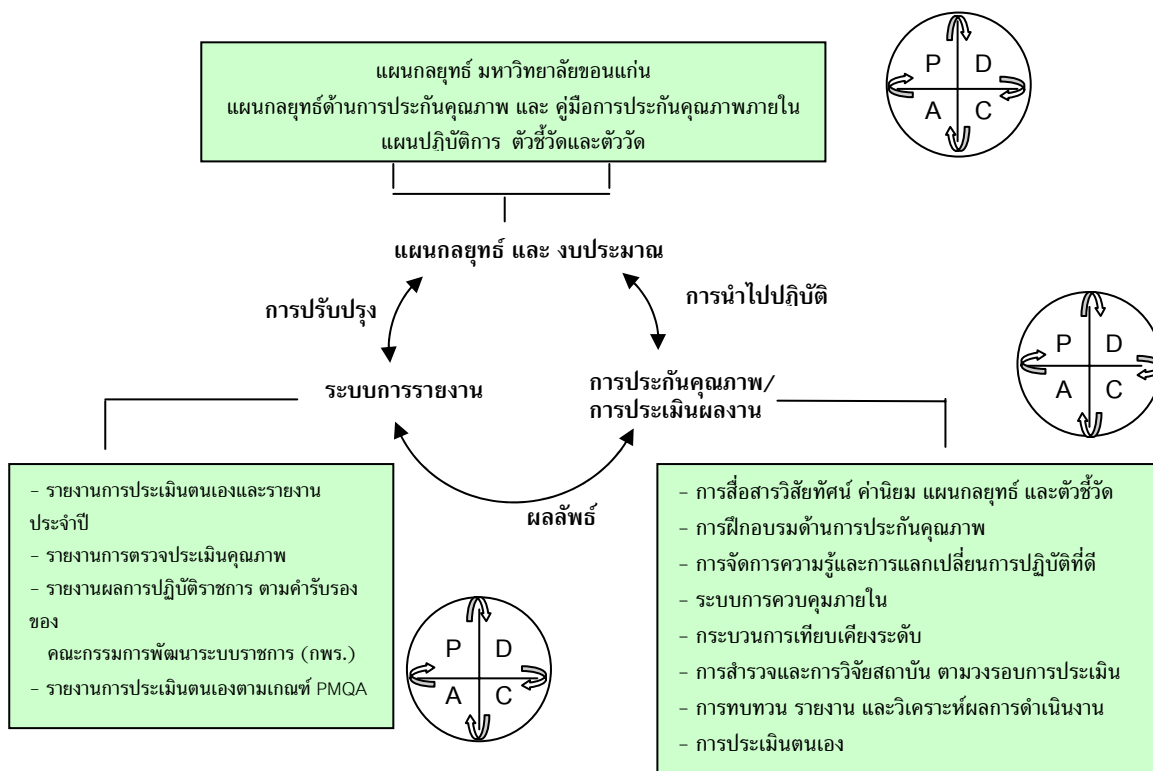 แผนกลยุทธ์ มหาวิทยาลัยขอนแก่น
แผนกลยุทธ์ด้านการประกันคุณภาพ และ คู่มือการประกันคุณภาพภายใน
แผนปฏิบัติการ ตัวชี้วัดและตัววัด
P D
A C
แผนกลยุทธ์ และ งบประมาณ
การปรับปรุง
การนำไปปฏิบัติ
P D
A C
ระบบการรายงาน
การประกันคุณภาพ/
การประเมินผลงาน
ผลลัพธ์
- รายงานการประเมินตนเองและรายงาน
ประจำปี
- รายงานการตรวจประเมินคุณภาพ
- รายงานผลการปฏิบัติราชการ ตามคำรับรอง
ของ
คณะกรรมการพัฒนาระบบราชการ (กพร.)
- รายงานการประเมินตนเองตามเกณฑ์ PMQA
P D
A C
- การสื่อสารวิสัยทัศน์ ค่านิยม แผนกลยุทธ์ และตัวชี้วัด
- การฝึกอบรมด้านการประกันคุณภาพ
- การจัดการความรู้และการแลกเปลี่ยนการปฏิบัติที่ดี
- ระบบการควบคุมภายใน
- กระบวนการเทียบเคียงระดับ
- การสำรวจและการวิจัยสถาบัน ตามวงรอบการประเมิน
- การทบทวน รายงาน และวิเคราะห์ผลการดำเนินงาน
- การประเมินตนเอง